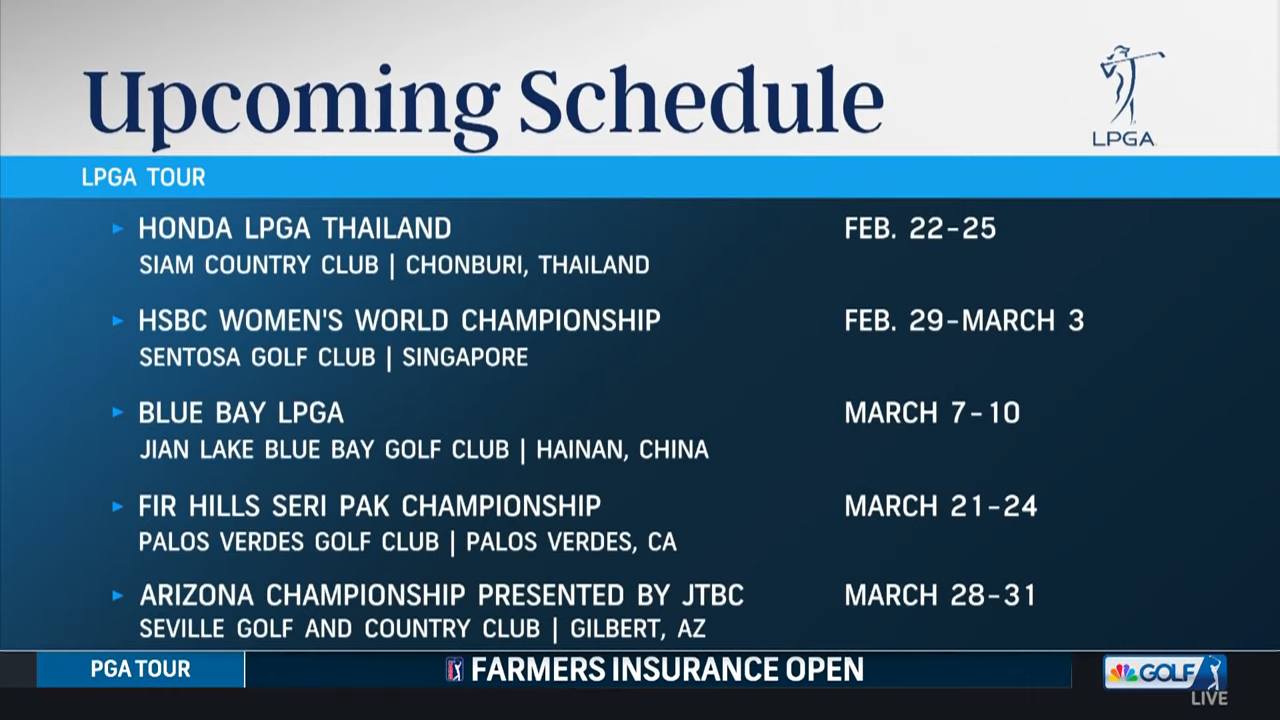 Upcoming Schedule
LPGA
LPGA TOUR
HONDA LPGA THAILAND FEB. 22-25
SIAM COUNTRY CLUB | CHONBURI, THAILAND
HSBC WOMEN'S WORLD CHAMPIONSHIP FEB. 29-MARCH 3
SENTOSA GOLF CLUB | SINGAPORE
BLUE BAY LPGA MARCH 7-10
JIAN LAKE BLUE BAY GOLF CLUB | HAINAN, CHINA
FIR HILLS SERI PAK CHAMPIONSHIP MARCH 21-24
PALOS VERDES GOLF CLUB | PALOS VERDES, CA
ARIZONA CHAMPIONSHIP PRESENTED BY JTBC MARCH 28-31
SEVILLE GOLF AND COUNTRY CLUB | GILBERT, AZ
PGA TOUR FARMERS INSURANCE OPEN GOLF
LIVE